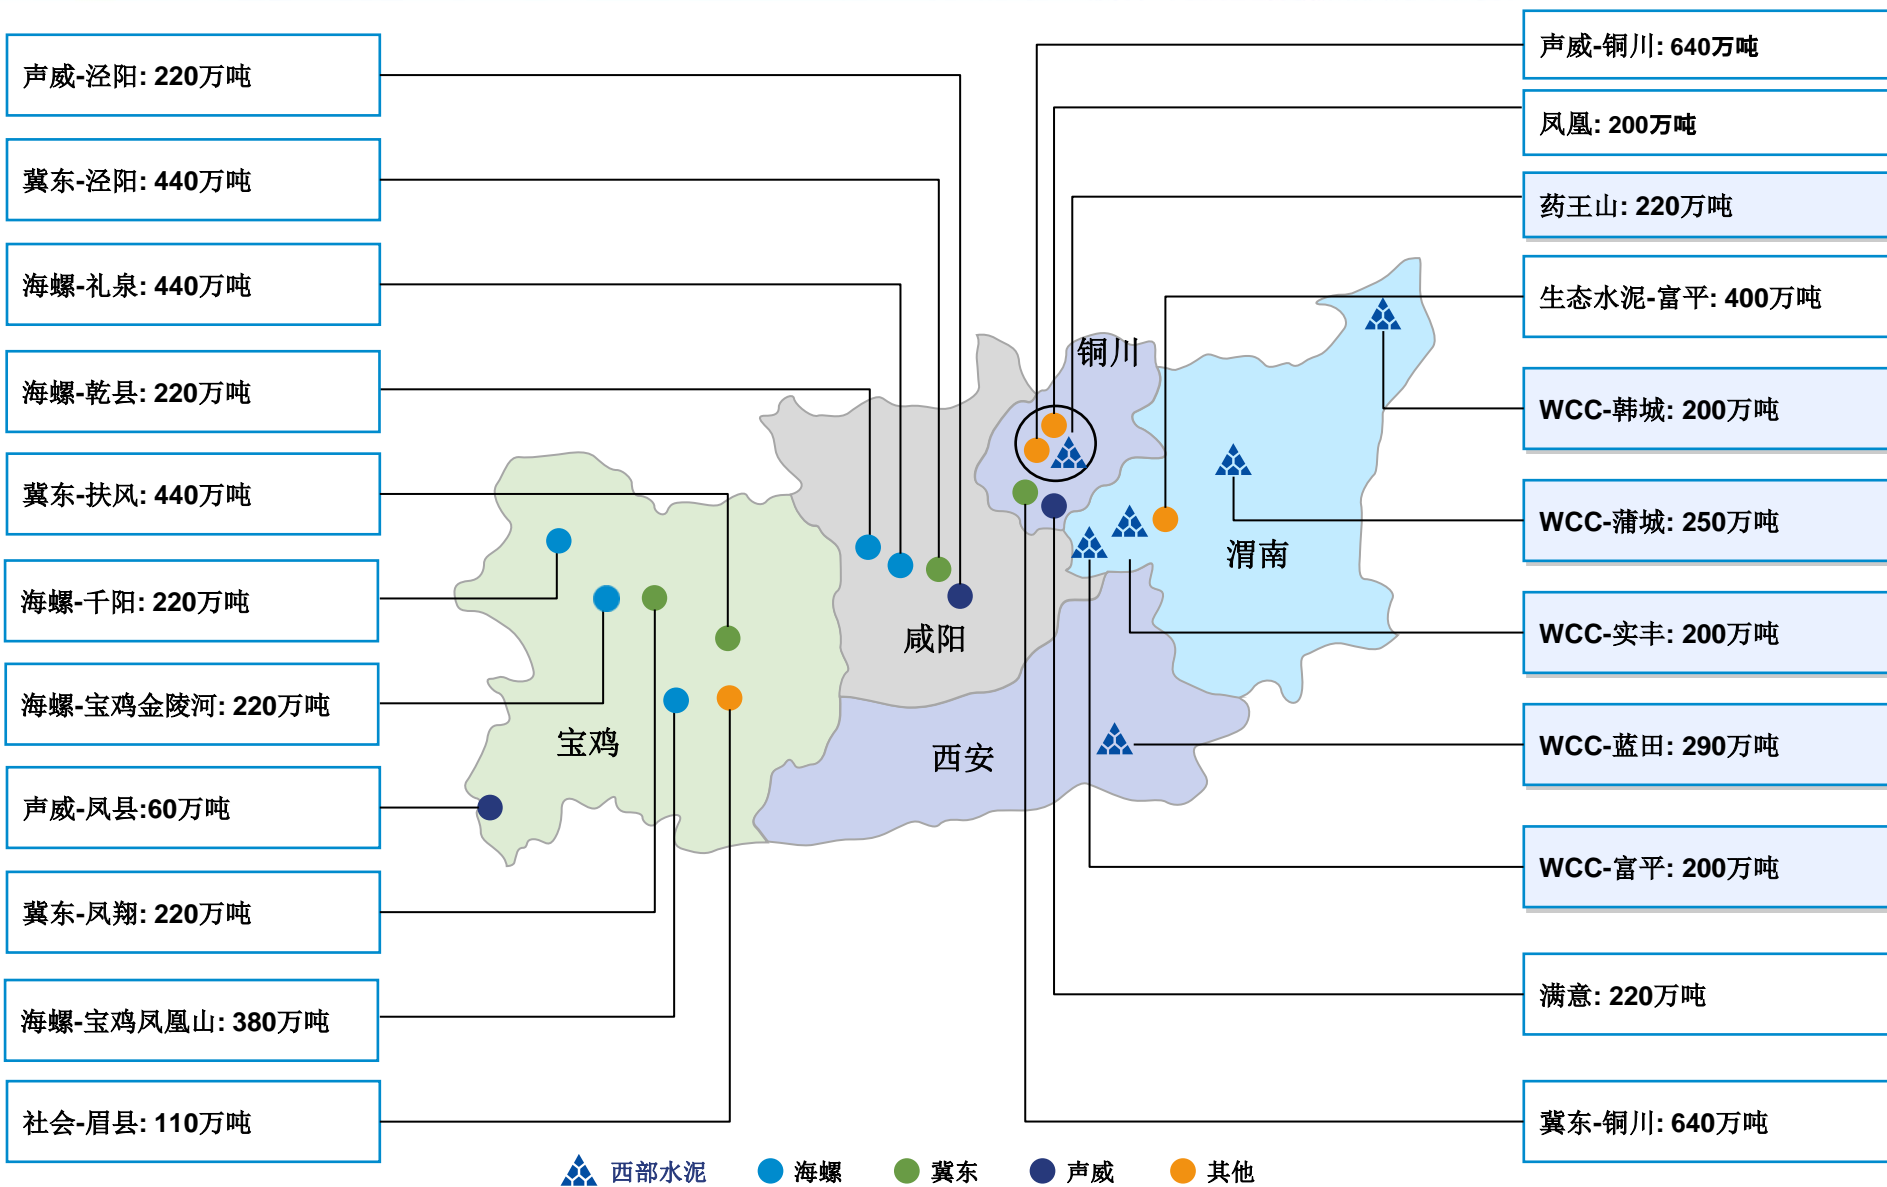 声威-泾阳: 220万吨
冀东-泾阳: 440万吨
海螺-礼泉: 440万吨
海螺-乾县: 220万吨
冀东-扶风: 440万吨
海螺-千阳: 220万吨
海螺-宝鸡金陵河: 220万吨
声威-凤县:60万吨
冀东-凤翔: 220万吨
海螺-宝鸡凤凰山: 380万吨
社会-眉县: 110万吨
铜川
渭南
咸阳
宝鸡
西安
声威-铜川: 640万吨
凤凰: 200万吨
药王山: 220万吨
生态水泥-富平: 400万吨
WCC-韩城: 200万吨
WCC-蒲城: 250万吨
WCC-实丰: 200万吨
WCC-蓝田: 290万吨
WCC-富平: 200万吨
满意: 220万吨
冀东-铜川: 640万吨
西部水泥
海螺
冀东
声威
其他